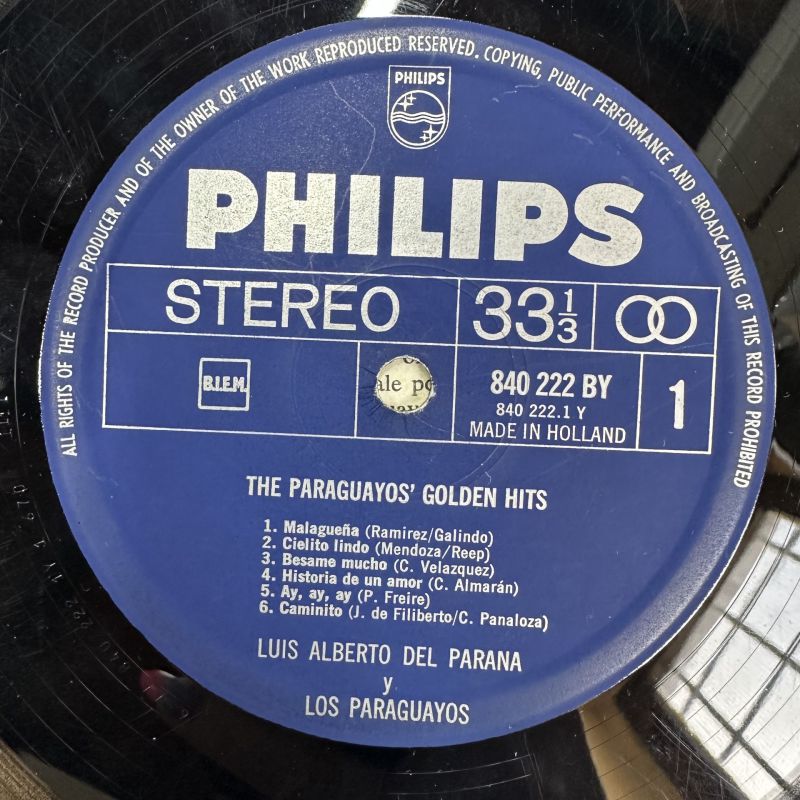 ALL RIGHTS OF THE RECORD PRODUCER AND OF THE OWNER OF THE WORK REPRODUCED RESERVED. COPYING, PUBLIC PERFORMANCE AND BROADCASTING OF THIS RECORD PROHIBITED
PHILIPS
PHILIPS
STEREO
33 1/3
B.I.E.M.
ale po
840 222 BY
840 222.1 Y
MADE IN HOLLAND
1
THE PARAGUAYOS' GOLDEN HITS
1. Malagueña (Ramirez/Galindo)
2. Cielito lindo (Mendoza/Reep)
3. Besame mucho (C. Velazquez)
4. Historia de un amor (C. Almarán)
5. Ay, ay, ay (P. Freire)
6. Caminito (J. de Filiberto/C. Panaloza)
LUIS ALBERTO DEL PARANA
y
LOS PARAGUAYOS